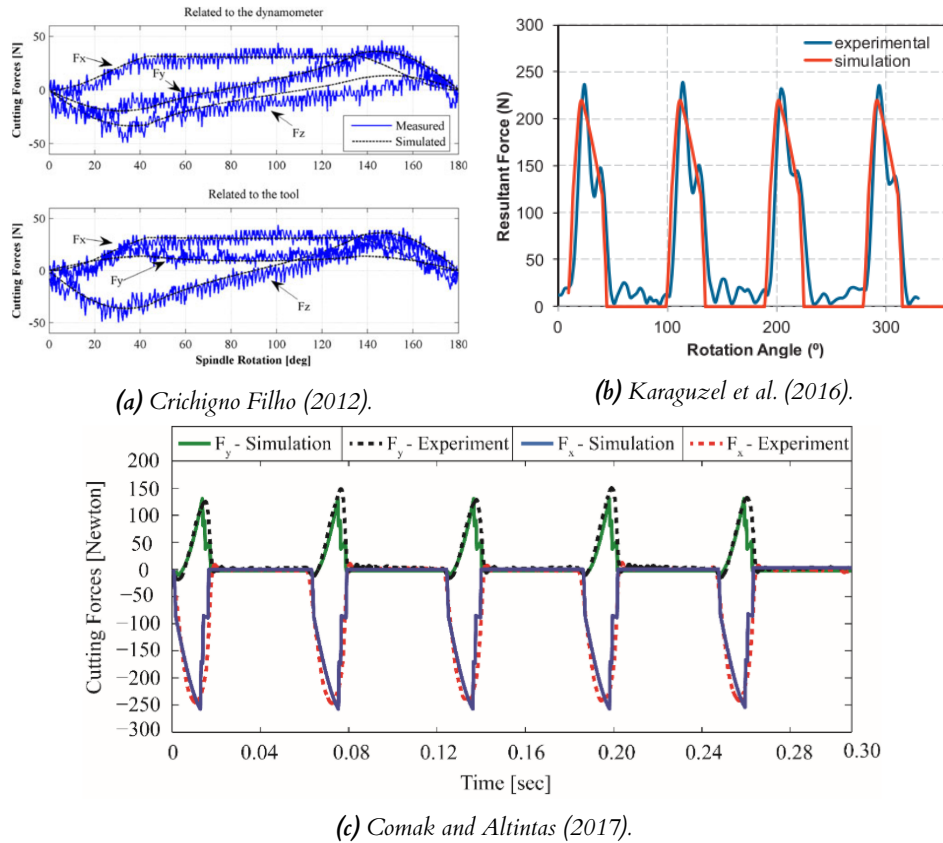 Related to the dynamometer
50
0
-50
Cutting Forces [N]
Fx
Fy
Fz
Measured
Simulated
0 20 40 60 80 100 120 140 160 180
Related to the tool
50
0
-50
Cutting Forces [N]
Fx
Fy
Fz
0 20 40 60 80 100 120 140 160 180
Spindle Rotation [deg]
(a) Crichigno Filho (2012).
300
250
200
150
100
50
0
Resultant Force (N)
experimental
simulation
0 100 200 300
Rotation Angle (º)
(b) Karaguzel et al. (2016).
F_y - Simulation F_y - Experiment F_x - Simulation F_x - Experiment
200
150
100
50
0
−50
−100
−150
−200
−250
−300
Cutting Forces [Newton]
0 0.04 0.08 0.12 0.16 0.20 0.24 0.28 0.30
Time [sec]
(c) Comak and Altintas (2017).